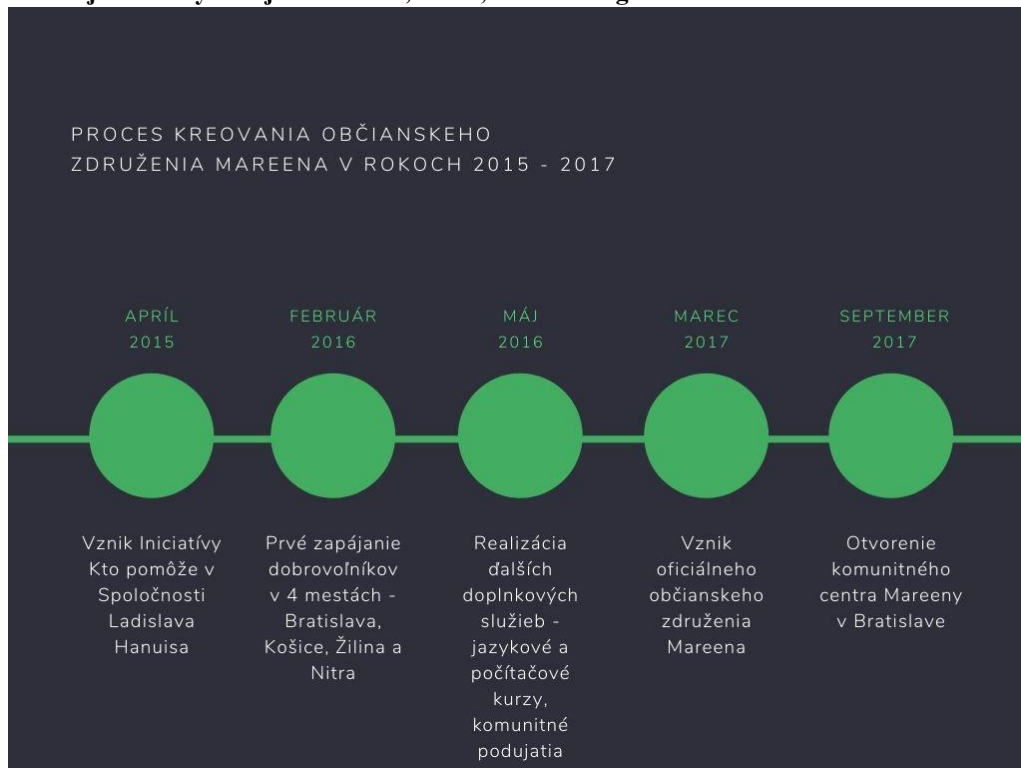 PROCES KREOVANIA OBČIANSKEHO
ZDRUŽENIA MAREENA V ROKOCH 2015 - 2017
APRÍL
2015
Vznik Iniciatívy
Kto pomôže v
Spoločnosti
Ladislava
Hanuisa
FEBRUÁR
2016
Prvé zapájanie
dobrovoľníkov
v 4 mestách -
Bratislava,
Košice, Žilina a
Nitra
MÁJ
2016
Realizácia
ďalších
doplnkových
služieb -
jazykové a
počítačové
kurzy,
komunitné
podujatia
MAREC
2017
Vznik
oficiálneho
občianskeho
združenia
Mareena
SEPTEMBER
2017
Otvorenie
komunitného
centra Mareeny
v Bratislave